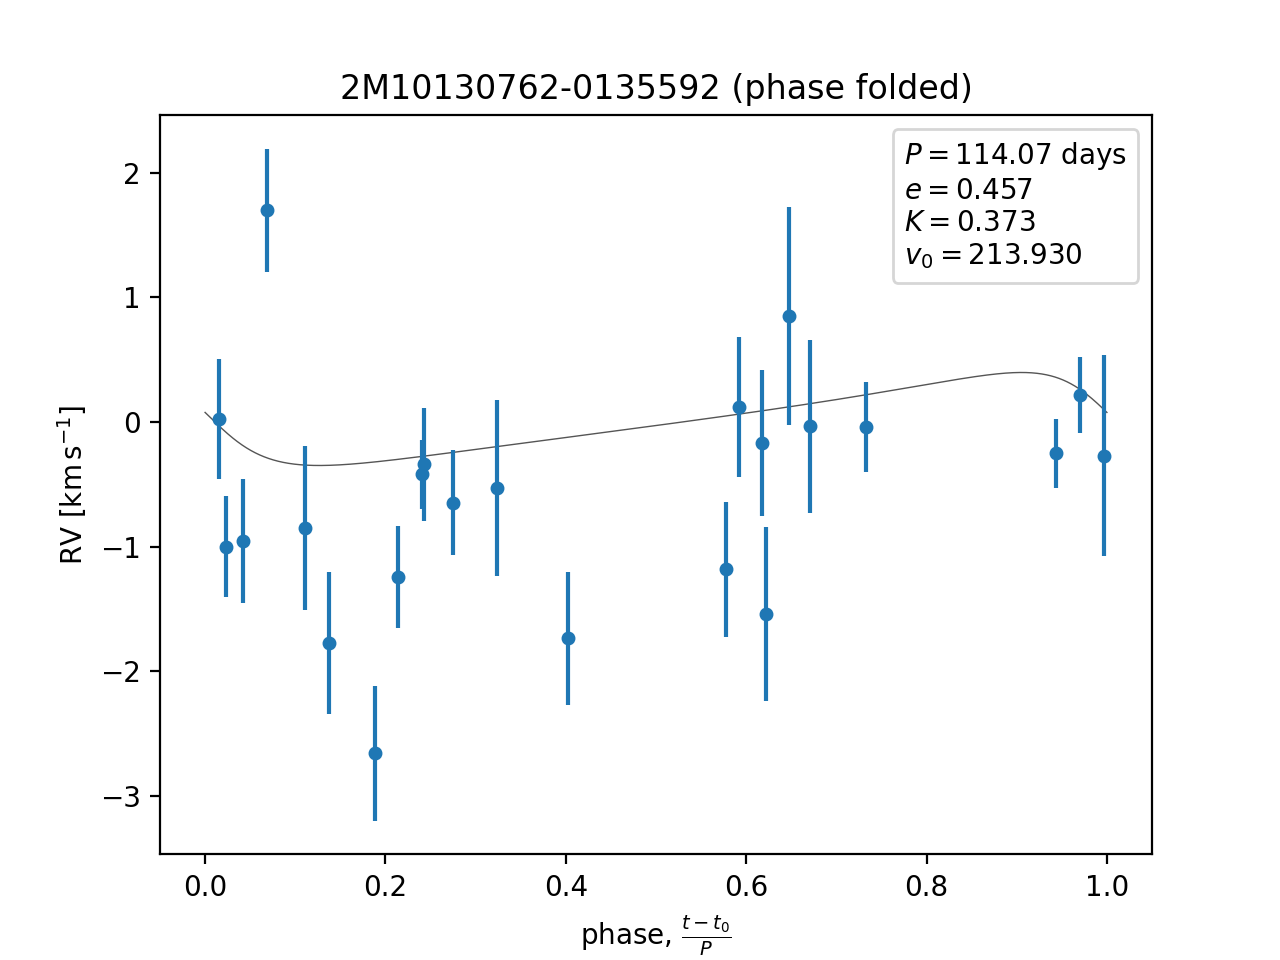 2M10130762-0135592 (phase folded)
P = 114.07 days
e = 0.457
K = 0.373
v₀ = 213.930
RV [km s⁻¹]
2
1
0
−1
−2
−3
0.0 0.2 0.4 0.6 0.8 1.0
phase, (t − t₀)/P